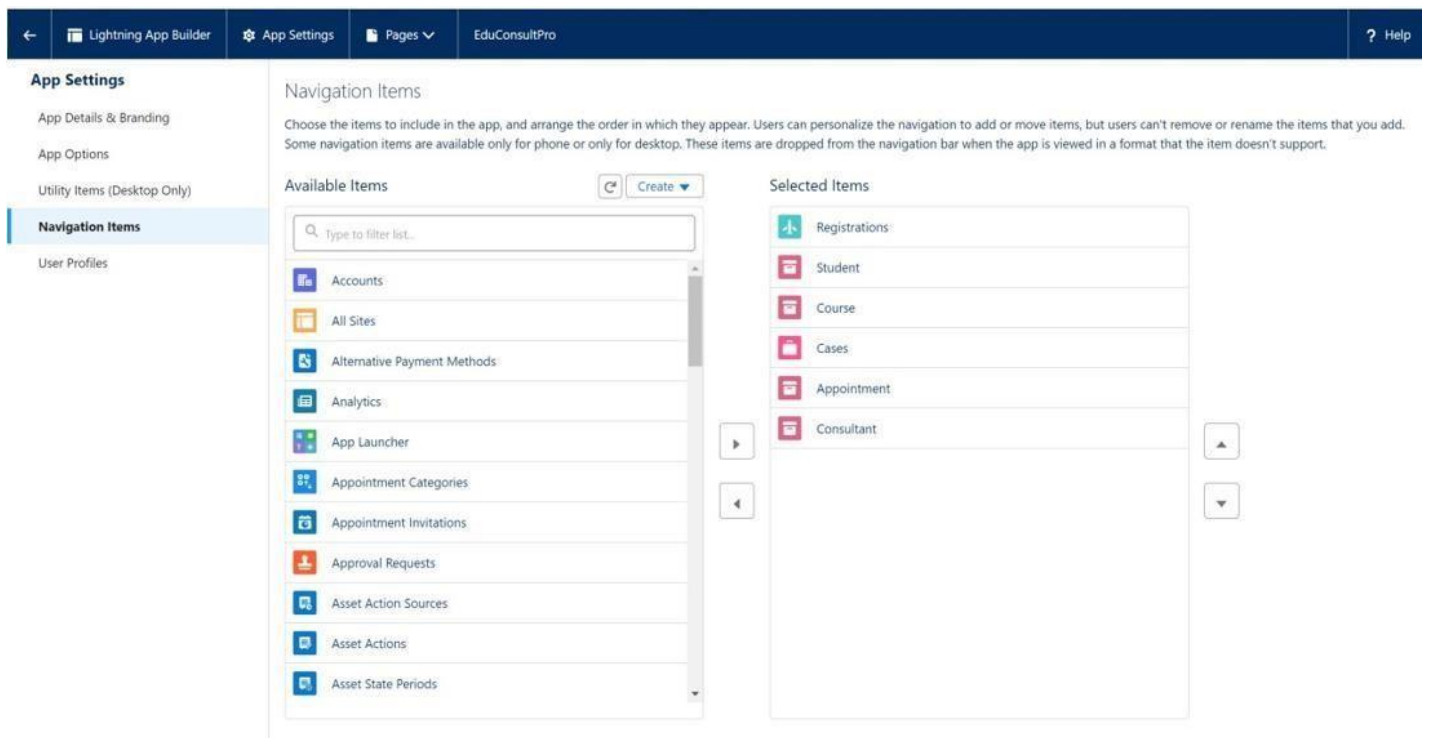 Lightning App Builder
App Settings
Pages
EduConsultPro
? Help
App Settings
App Details & Branding
App Options
Utility Items (Desktop Only)
Navigation Items
User Profiles
Navigation Items
Choose the items to include in the app, and arrange the order in which they appear. Users can personalize the navigation to add or move items, but users can't remove or rename the items that you add.
Some navigation items are available only for phone or only for desktop. These items are dropped from the navigation bar when the app is viewed in a format that the item doesn't support.
Available Items
Create
Type to filter list...
Accounts
All Sites
Alternative Payment Methods
Analytics
App Launcher
Appointment Categories
Appointment Invitations
Approval Requests
Asset Action Sources
Asset Actions
Asset State Periods
Selected Items
Registrations
Student
Course
Cases
Appointment
Consultant